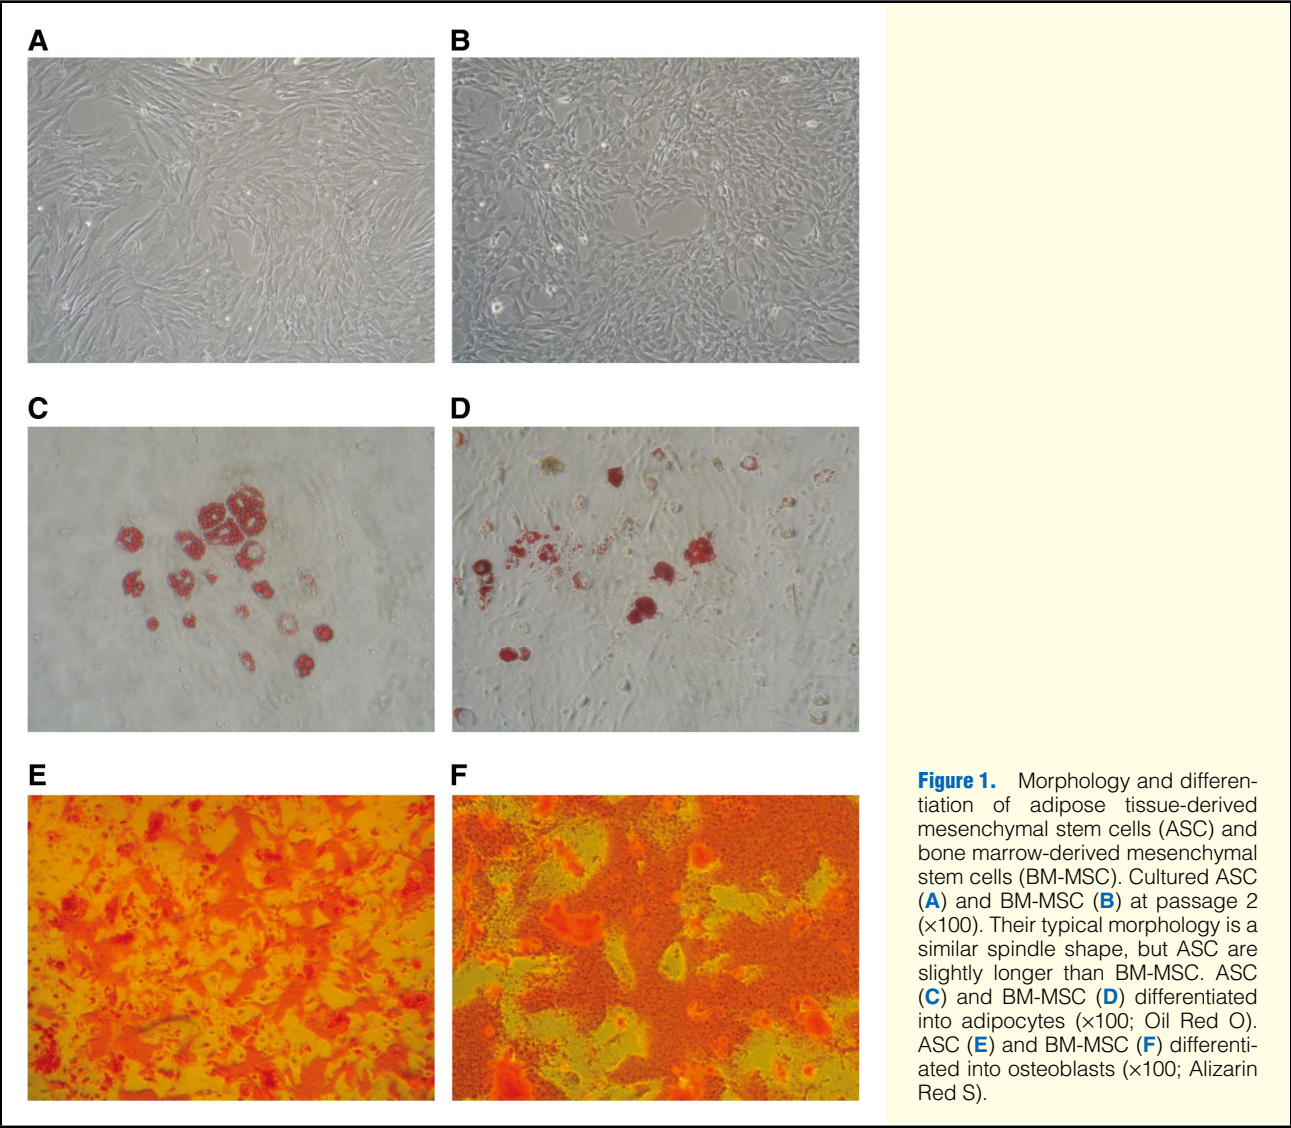 A
B
C
D
E
F
Figure 1. Morphology and differen-
tiation of adipose tissue-derived
mesenchymal stem cells (ASC) and
bone marrow-derived mesenchymal
stem cells (BM-MSC). Cultured ASC
(A) and BM-MSC (B) at passage 2
(×100). Their typical morphology is a
similar spindle shape, but ASC are
slightly longer than BM-MSC. ASC
(C) and BM-MSC (D) differentiated
into adipocytes (×100; Oil Red O).
ASC (E) and BM-MSC (F) differenti-
ated into osteoblasts (×100; Alizarin
Red S).